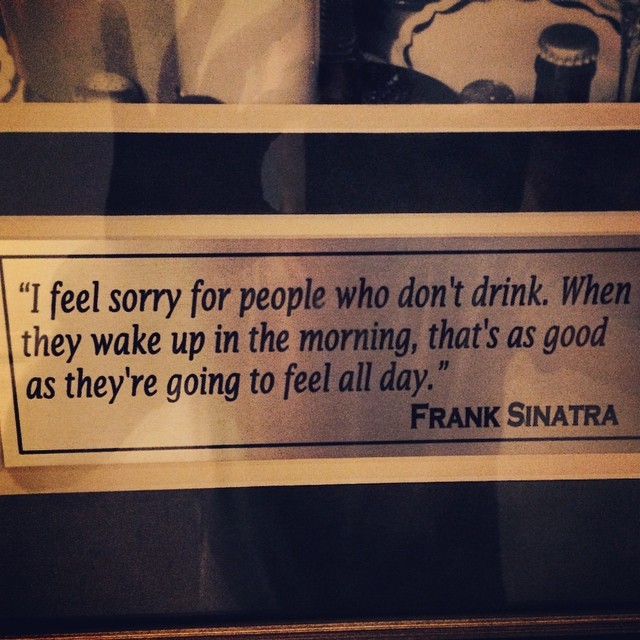 “I feel sorry for people who don't drink. When
they wake up in the morning, that's as good
as they're going to feel all day.”
FRANK SINATRA